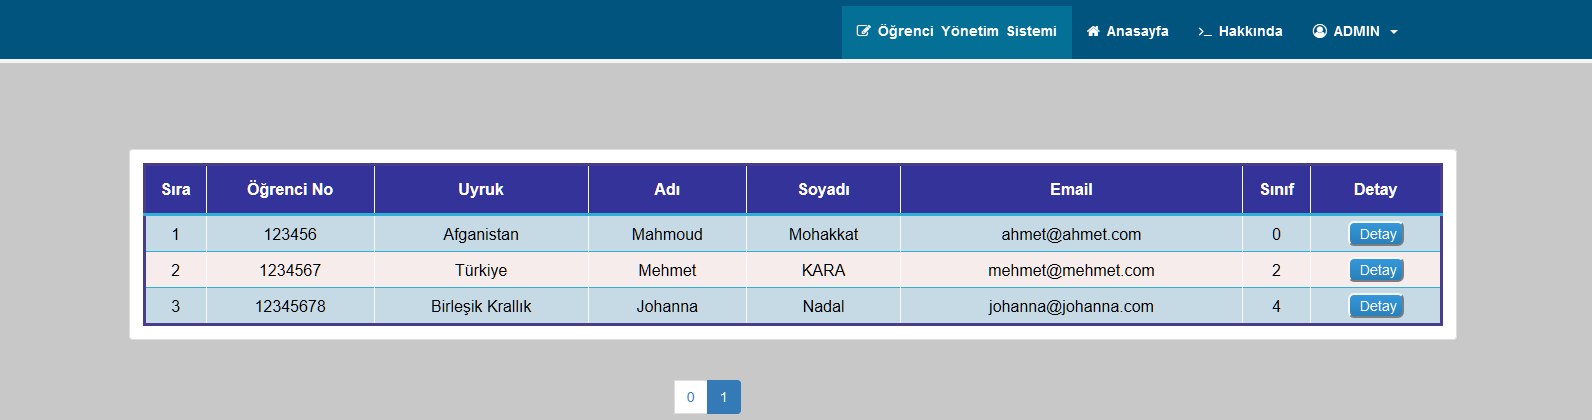 Öğrenci Yönetim Sistemi Anasayfa Hakkında ADMIN
Sıra Öğrenci No Uyruk Adı Soyadı Email Sınıf Detay
1 123456 Afganistan Mahmoud Mohakkat ahmet@ahmet.com 0 Detay
2 1234567 Türkiye Mehmet KARA mehmet@mehmet.com 2 Detay
3 12345678 Birleşik Krallık Johanna Nadal johanna@johanna.com 4 Detay
0 1